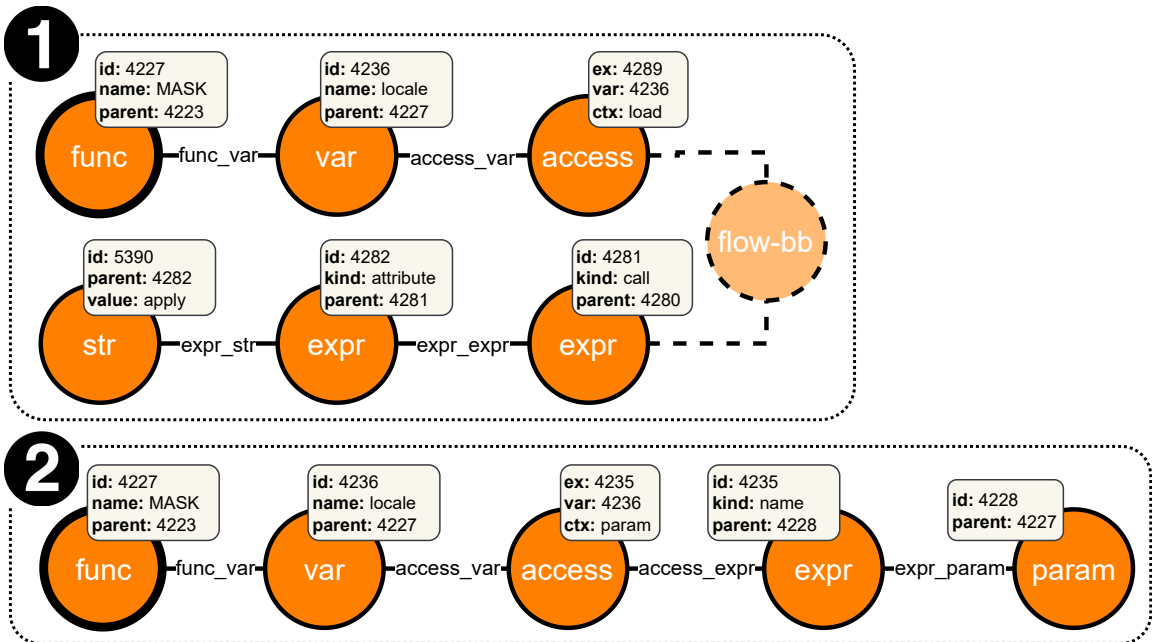 1
id: 4227
name: MASK
parent: 4223
id: 4236
name: locale
parent: 4227
ex: 4289
var: 4236
ctx: load
func func_var var access_var access
flow-bb
id: 5390
parent: 4282
value: apply
id: 4282
kind: attribute
parent: 4281
id: 4281
kind: call
parent: 4280
str expr_str expr expr_expr expr
2
id: 4227
name: MASK
parent: 4223
id: 4236
name: locale
parent: 4227
ex: 4235
var: 4236
ctx: param
id: 4235
kind: name
parent: 4228
id: 4228
parent: 4227
func func_var var access_var access access_expr expr expr_param param